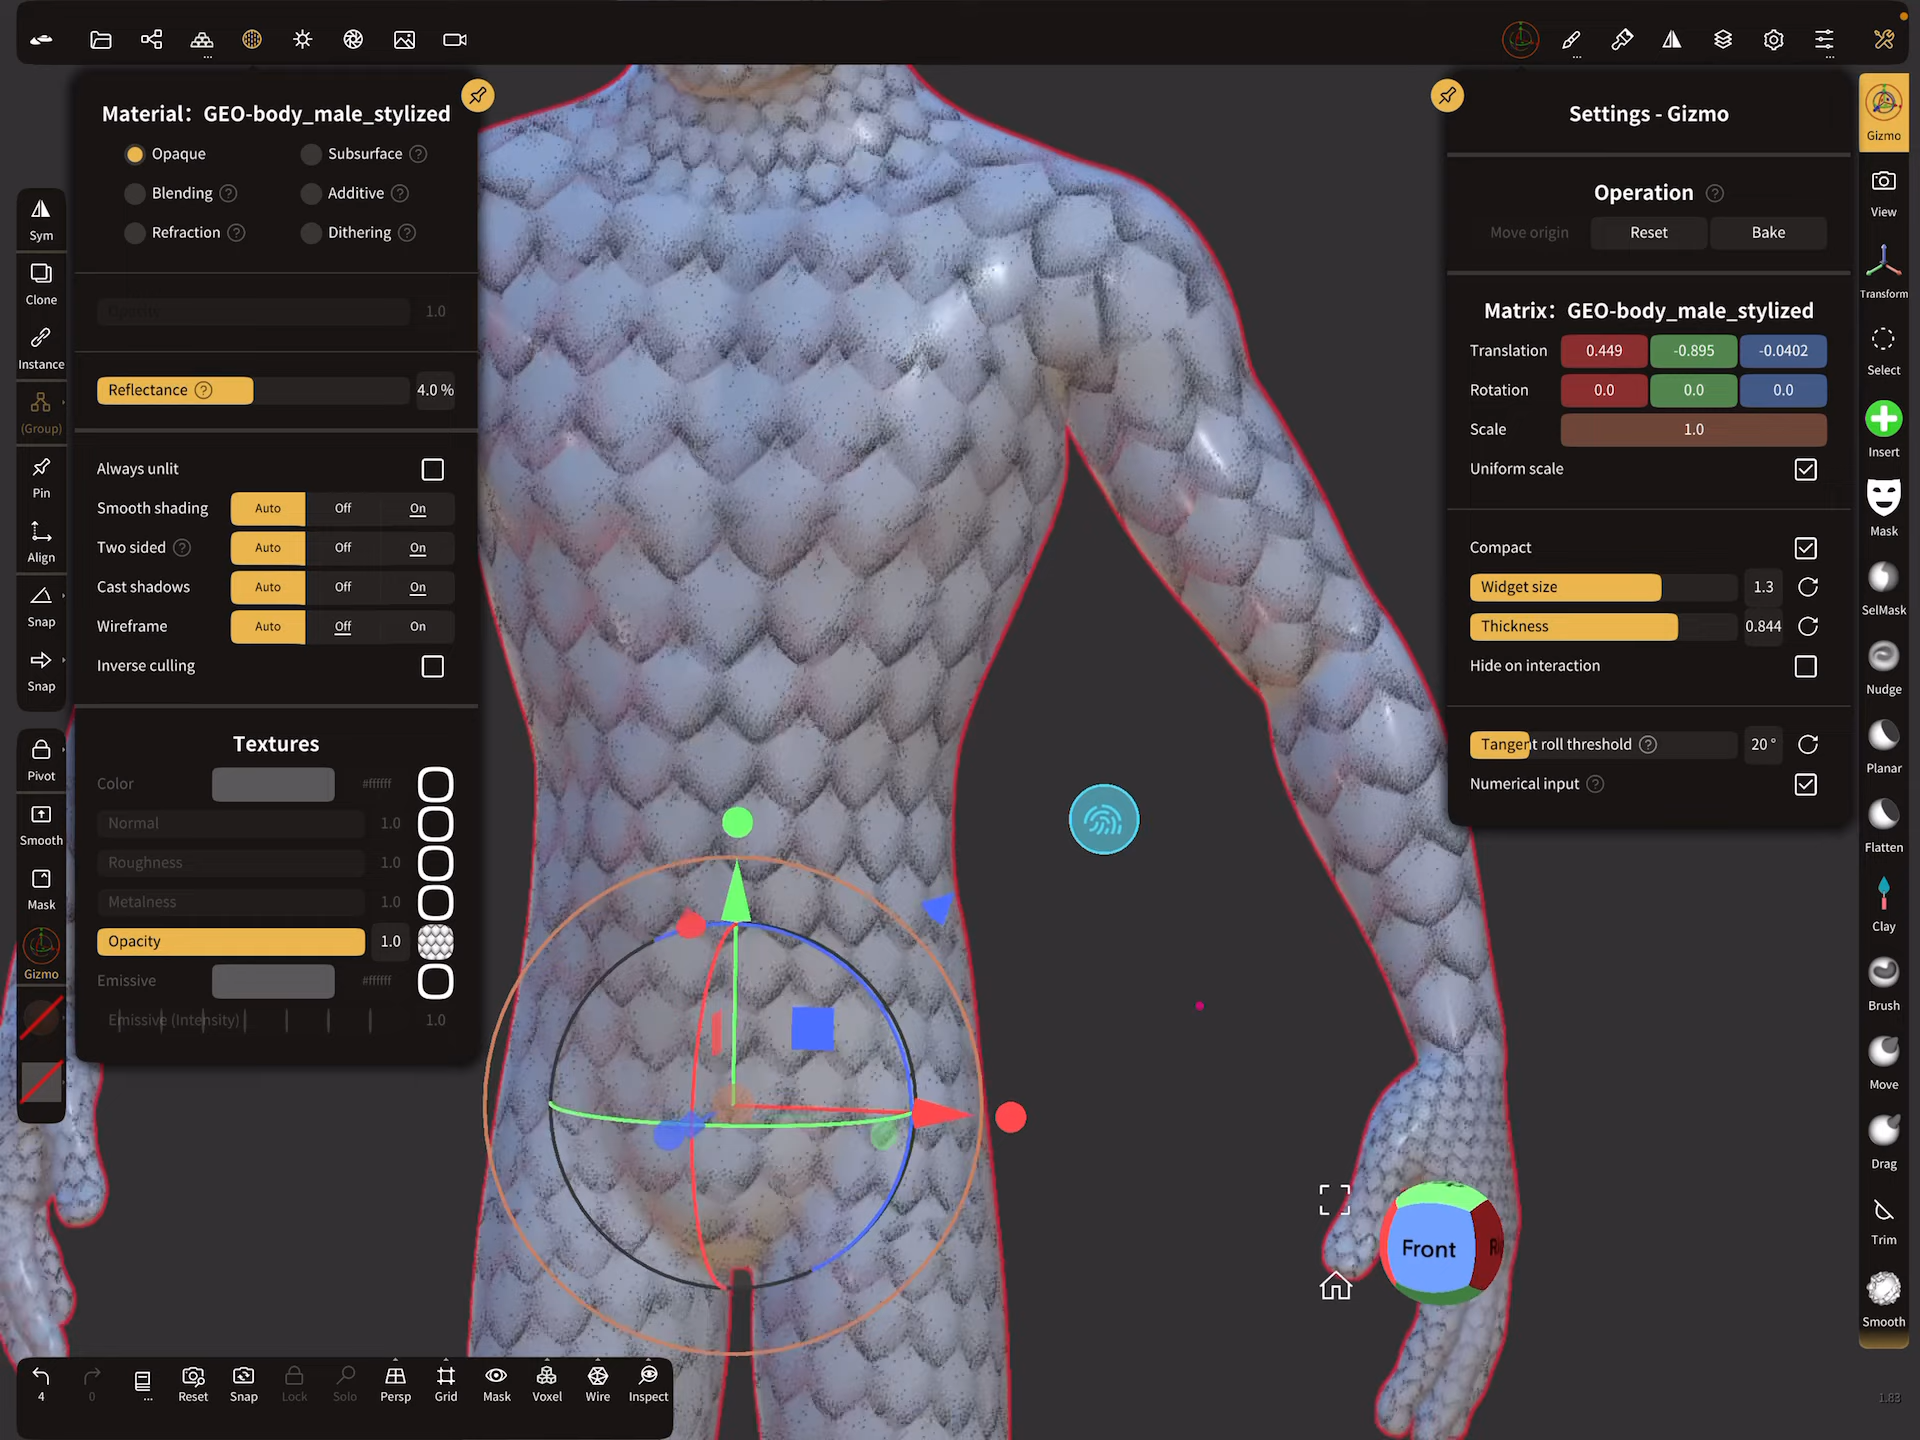 Material: GEO-body_male_stylized
Opaque
Subsurface ?
Blending ?
Additive ?
Refraction ?
Dithering ?
Opacity 1.0
Reflectance ? 4.0 %
Always unlit
Smooth shading Auto Off On
Two sided ? Auto Off On
Cast shadows Auto Off On
Wireframe Auto Off On
Inverse culling
Textures
Color #ffffff
Normal 1.0
Roughness 1.0
Metalness 1.0
Opacity 1.0
Emissive #ffffff
Emissive (Intensity) 1.0
Sym
Clone
Instance
(Group)
Pin
Align
Snap
Snap
Pivot
Smooth
Mask
Gizmo
Settings - Gizmo
Operation ?
Move origin Reset Bake
Matrix: GEO-body_male_stylized
Translation 0.449 -0.895 -0.0402
Rotation 0.0 0.0 0.0
Scale 1.0
Uniform scale
Compact
Widget size 1.3
Thickness 0.844
Hide on interaction
Tangent roll threshold ? 20 °
Numerical input ?
Gizmo
View
Transform
Select
Insert
Mask
SelMask
Nudge
Planar
Flatten
Clay
Brush
Move
Drag
Trim
Smooth
Front
4
0
...
Reset
Snap
Lock
Solo
Persp
Grid
Mask
Voxel
Wire
Inspect
1.83